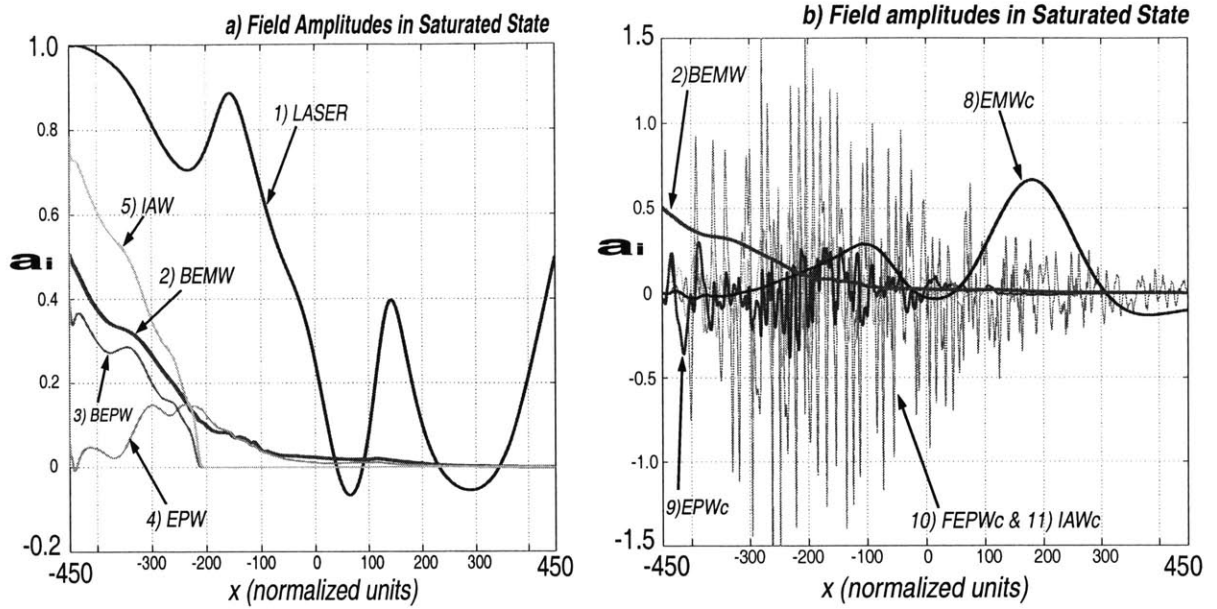 a) Field Amplitudes in Saturated State
1.0
0.8
0.6
0.4
0.2
0
-0.2
ai
1) LASER
5) IAW
2) BEMW
3) BEPW
4) EPW
-450
-300
-200
-100
0
100
200
300
450
x (normalized units)
b) Field amplitudes in Saturated State
1.5
1.0
0.5
0
-0.5
-1.0
-1.5
ai
2)BEMW
8)EMWc
9)EPWc
10) FEPWc & 11) IAWc
-450
-300
-200
-100
0
100
200
300
450
x (normalized units)